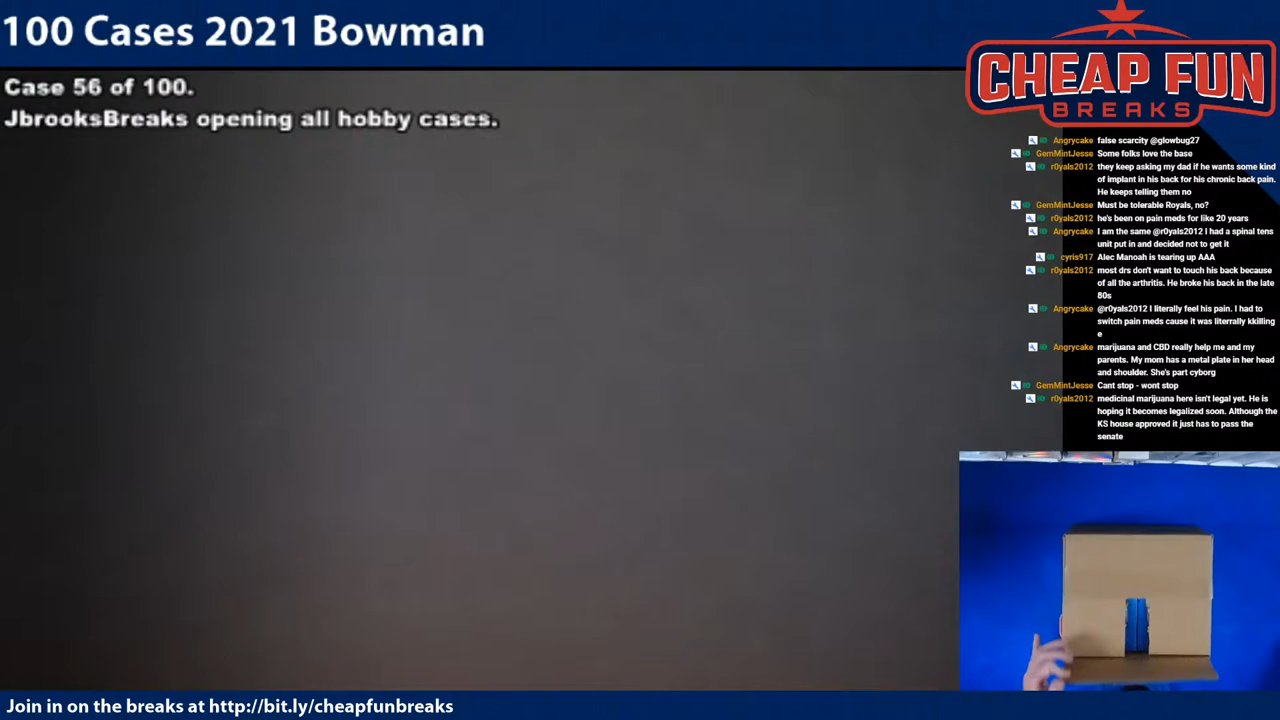 100 Cases 2021 Bowman
Case 56 of 100.
JbrooksBreaks opening all hobby cases.
CHEAP FUN
BREAKS
Angrycake false scarcity @glowbug27
GemMintJesse Some folks love the base
r0yals2012 they keep asking my dad if he wants some kind
of implant in his back for his chronic back pain.
He keeps telling them no
GemMintJesse Must be tolerable Royals, no?
r0yals2012 he's been on pain meds for like 20 years
Angrycake I am the same @r0yals2012 I had a spinal tens
unit put in and decided not to get it
cyris917 Alec Manoah is tearing up AAA
r0yals2012 most drs don't want to touch his back because
of all the arthritis. He broke his back in the late
80s
Angrycake @r0yals2012 I literally feel his pain. I had to
switch pain meds cause it was literrally kkilling
e
Angrycake marijuana and CBD really help me and my
parents. My mom has a metal plate in her head
and shoulder. She's part cyborg
GemMintJesse Cant stop - wont stop
r0yals2012 medicinal marijuana here isn't legal yet. He is
hoping it becomes legalized soon. Although the
KS house approved it just has to pass the
senate
Join in on the breaks at http://bit.ly/cheapfunbreaks